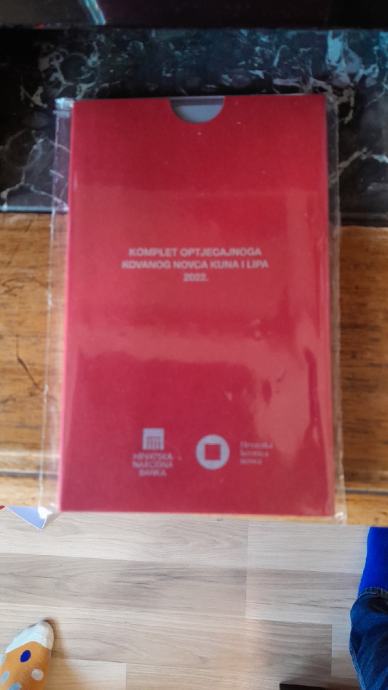 KOMPLET OPTJECAJNOGA
KOVANOG NOVCA KUNA I LIPA
2022.
HRVATSKA
NARODNA
BANKA
Hrvatska
kovnica
novca